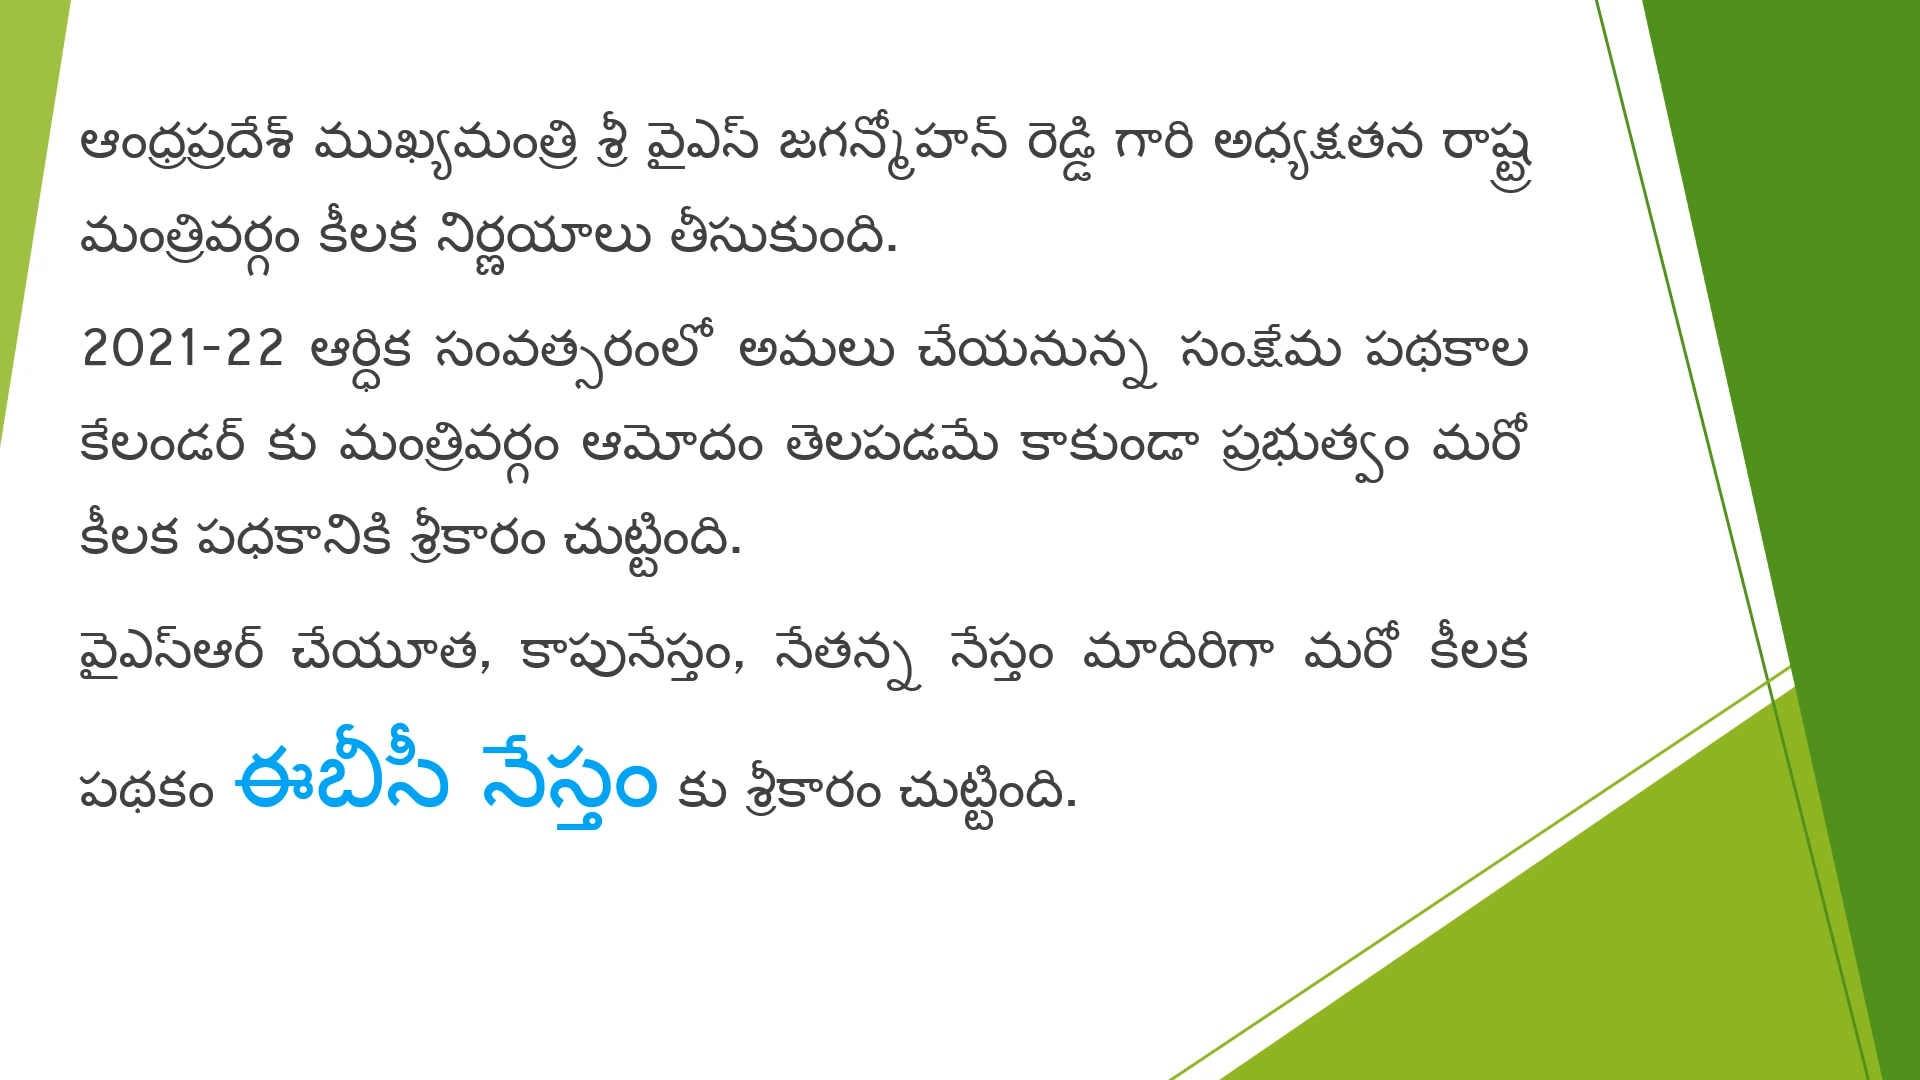 ఆంధ్రప్రదేశ్ ముఖ్యమంత్రి శ్రీ వైఎస్ జగన్మోహన్ రెడ్డి గారి అధ్యక్షతన రాష్ట్ర
మంత్రివర్గం కీలక నిర్ణయాలు తీసుకుంది.
2021-22 ఆర్ధిక సంవత్సరంలో అమలు చేయనున్న సంక్షేమ పథకాల
కేలండర్ కు మంత్రివర్గం ఆమోదం తెలపడమే కాకుండా ప్రభుత్వం మరో
కీలక పధకానికి శ్రీకారం చుట్టింది.
వైఎస్ఆర్ చేయూత, కాపునేస్తం, నేతన్న నేస్తం మాదిరిగా మరో కీలక
పథకం ఈబీసీ నేస్తం కు శ్రీకారం చుట్టింది.